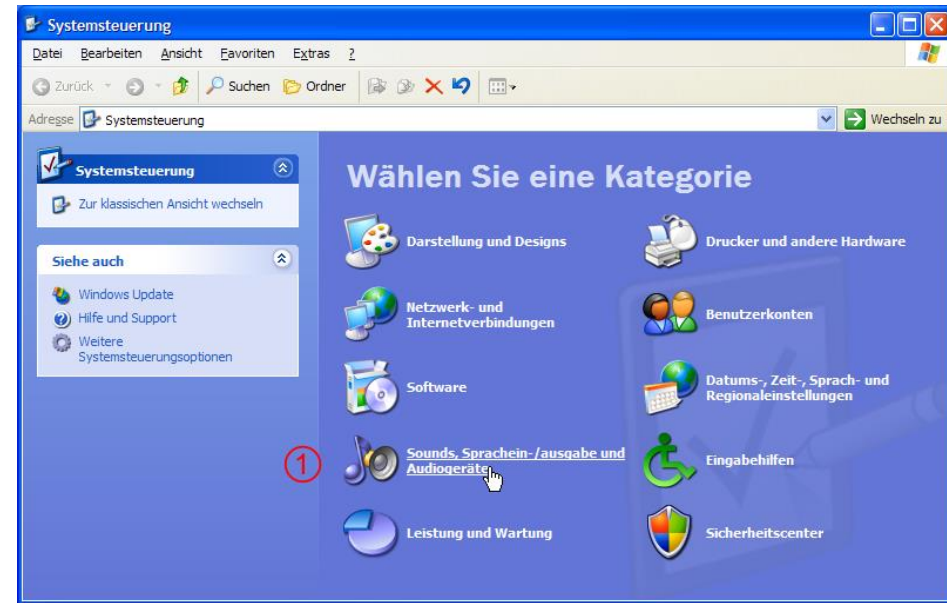 Systemsteuerung
Datei Bearbeiten Ansicht Favoriten Extras ?
Zurück Suchen Ordner
Adresse Systemsteuerung Wechseln zu
Systemsteuerung
Zur klassischen Ansicht wechseln
Siehe auch
Windows Update
Hilfe und Support
Weitere
Systemsteuerungsoptionen
Wählen Sie eine Kategorie
Darstellung und Designs
Drucker und andere Hardware
Netzwerk- und
Internetverbindungen
Benutzerkonten
Software
Datums-, Zeit-, Sprach- und
Regionaleinstellungen
1
Sounds, Sprachein-/ausgabe und
Audiogeräte
Eingabehilfen
Leistung und Wartung
Sicherheitscenter